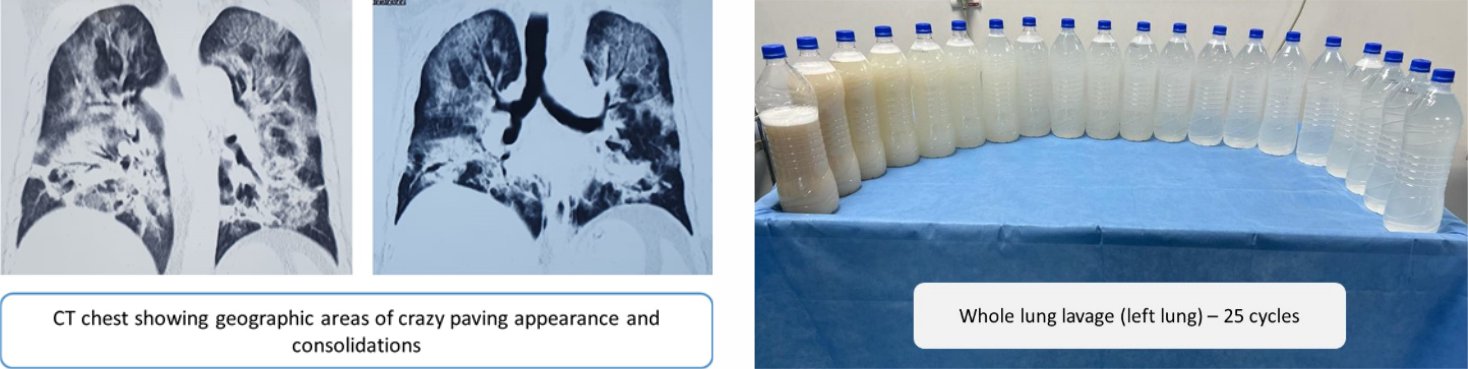 CT chest showing geographic areas of crazy paving appearance and
consolidations
Whole lung lavage (left lung) – 25 cycles